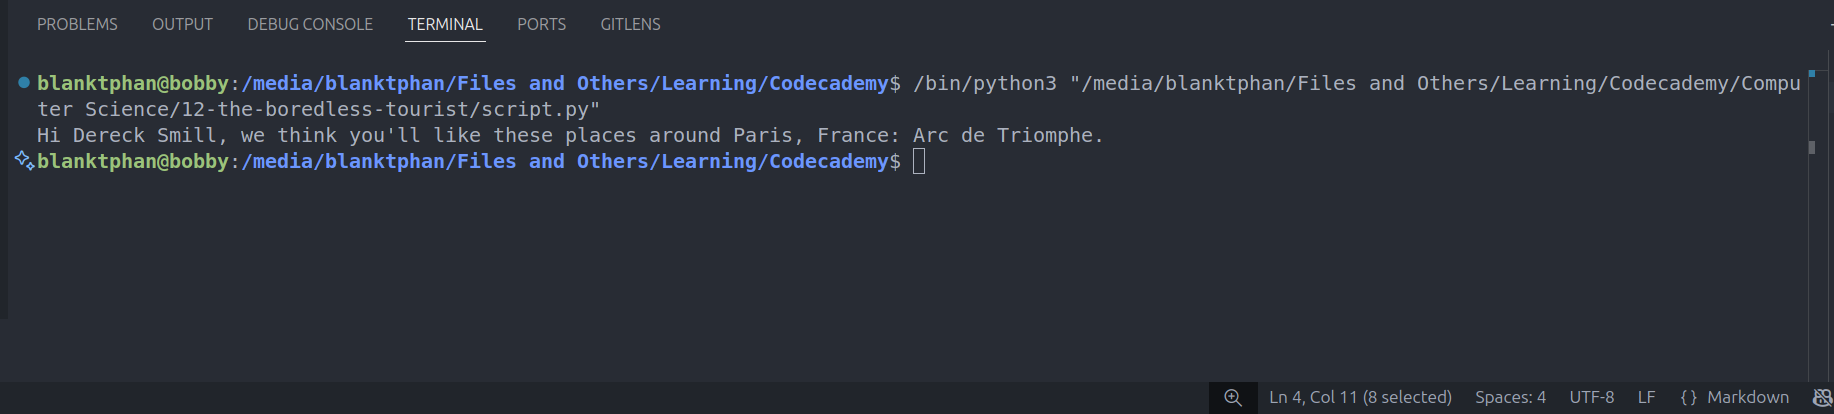 PROBLEMS OUTPUT DEBUG CONSOLE TERMINAL PORTS GITLENS
blanktphan@bobby:/media/blanktphan/Files and Others/Learning/Codecademy$ /bin/python3 "/media/blanktphan/Files and Others/Learning/Codecademy/Compu
ter Science/12-the-boredless-tourist/script.py"
Hi Dereck Smill, we think you'll like these places around Paris, France: Arc de Triomphe.
blanktphan@bobby:/media/blanktphan/Files and Others/Learning/Codecademy$
Ln 4, Col 11 (8 selected) Spaces: 4 UTF-8 LF {} Markdown